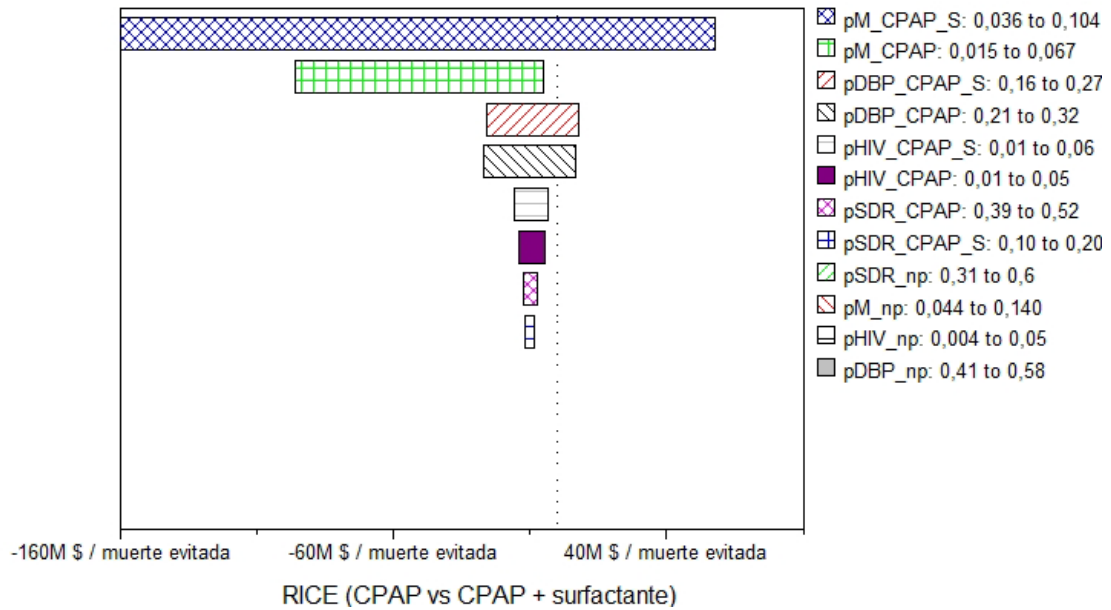 pM_CPAP_S: 0,036 to 0,104
pM_CPAP: 0,015 to 0,067
pDBP_CPAP_S: 0,16 to 0,27
pDBP_CPAP: 0,21 to 0,32
pHIV_CPAP_S: 0,01 to 0,06
pHIV_CPAP: 0,01 to 0,05
pSDR_CPAP: 0,39 to 0,52
pSDR_CPAP_S: 0,10 to 0,20
pSDR_np: 0,31 to 0,6
pM_np: 0,044 to 0,140
pHIV_np: 0,004 to 0,05
pDBP_np: 0,41 to 0,58
-160M $ / muerte evitada
-60M $ / muerte evitada
40M $ / muerte evitada
RICE (CPAP vs CPAP + surfactante)